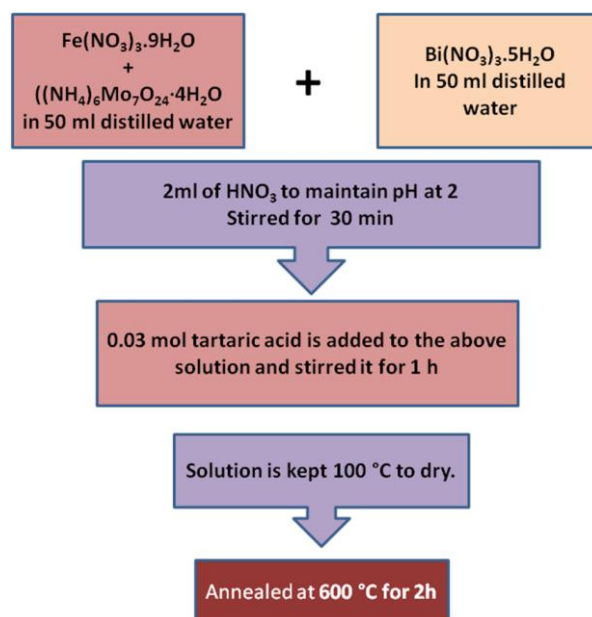 Fe(NO₃)₃.9H₂O
+
((NH₄)₆Mo₇O₂₄·4H₂O
in 50 ml distilled water
+
Bi(NO₃)₃.5H₂O
In 50 ml distilled
water
2ml of HNO₃ to maintain pH at 2
Stirred for 30 min
0.03 mol tartaric acid is added to the above
solution and stirred it for 1 h
Solution is kept 100 °C to dry.
Annealed at 600 °C for 2h